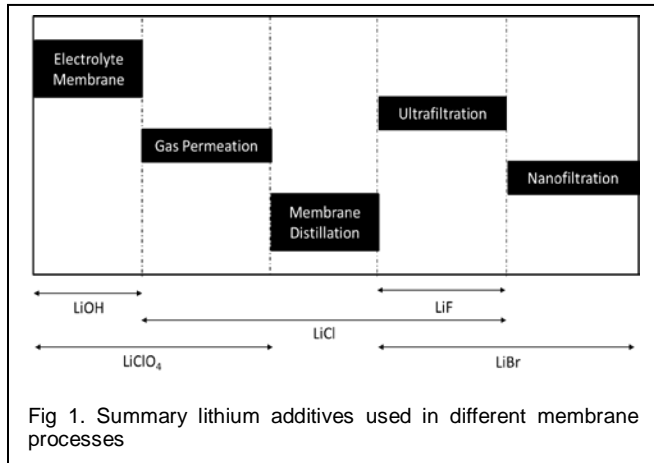 Electrolyte
Membrane
Ultrafiltration
Gas Permeation
Nanofiltration
Membrane
Distillation
LiOH
LiF
LiCl
LiClO₄
LiBr
Fig 1. Summary lithium additives used in different membrane
processes